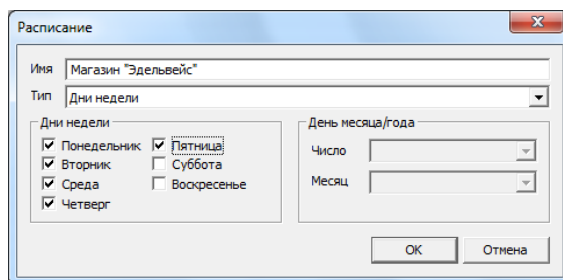 Расписание
Имя Магазин "Эдельвейс"
Тип Дни недели
Дни недели
Понедельник Пятница
Вторник Суббота
Среда Воскресенье
Четверг
День месяца/года
Число
Месяц
OK Отмена